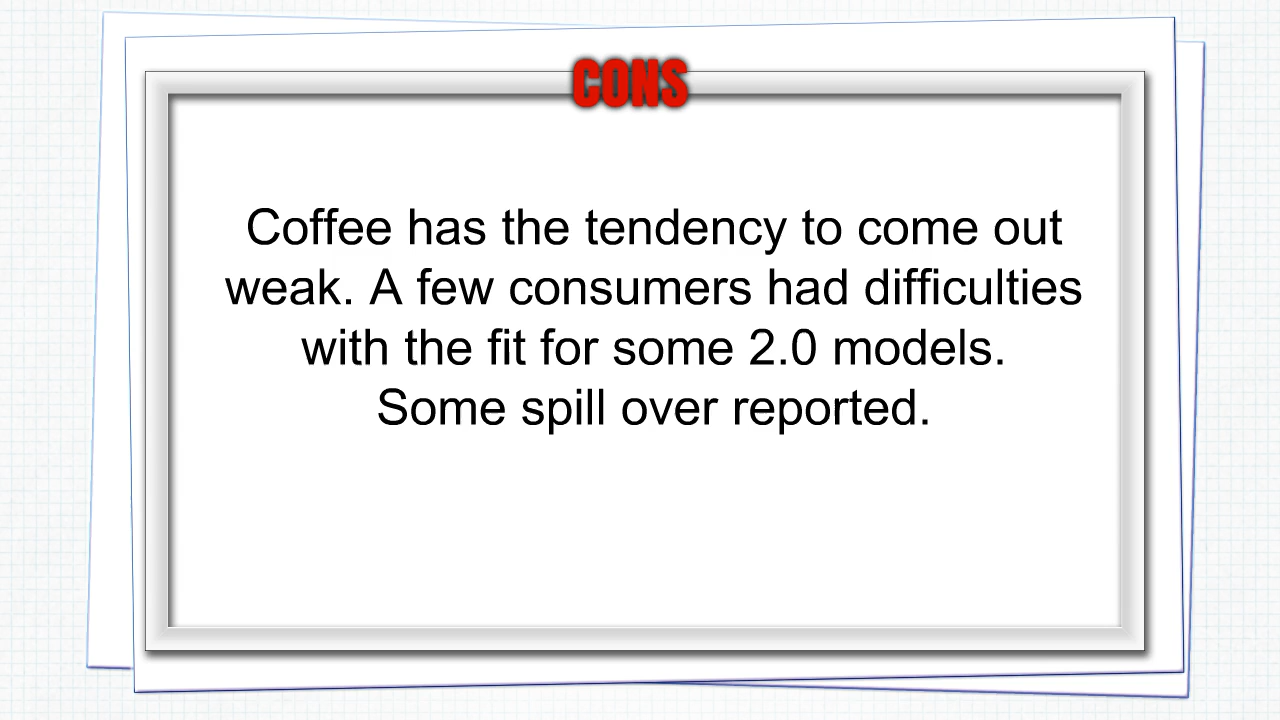 CONS
Coffee has the tendency to come out
weak. A few consumers had difficulties
with the fit for some 2.0 models.
Some spill over reported.